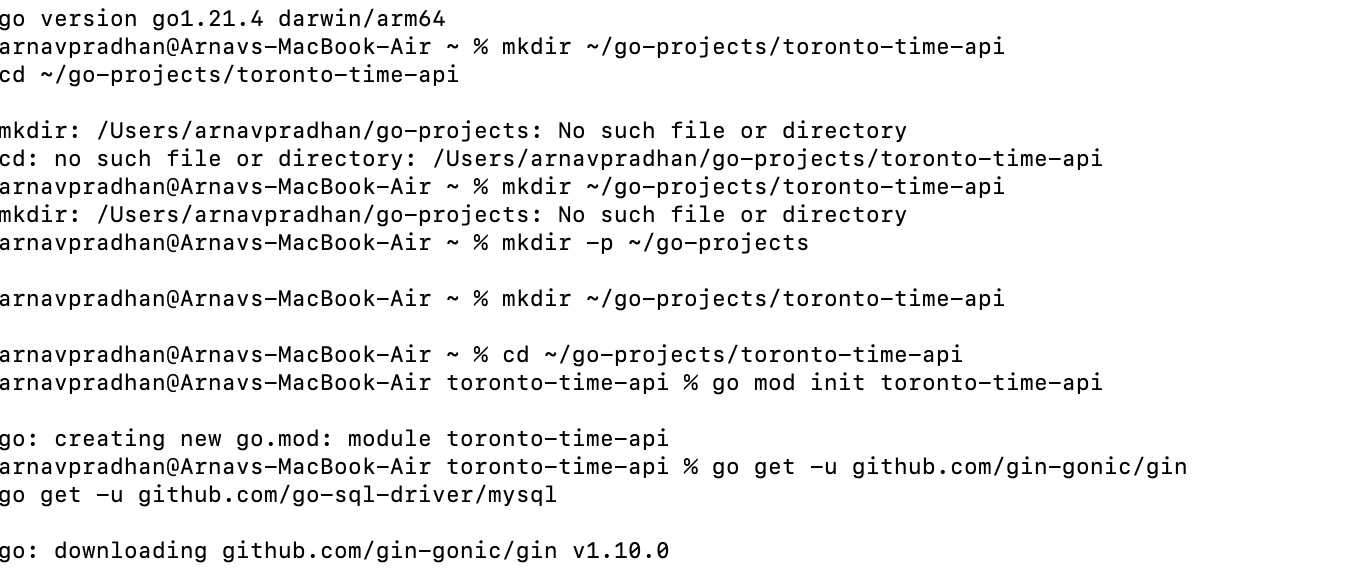 go version go1.21.4 darwin/arm64
arnavpradhan@Arnavs-MacBook-Air ~ % mkdir ~/go-projects/toronto-time-api
cd ~/go-projects/toronto-time-api
mkdir: /Users/arnavpradhan/go-projects: No such file or directory
cd: no such file or directory: /Users/arnavpradhan/go-projects/toronto-time-api
arnavpradhan@Arnavs-MacBook-Air ~ % mkdir ~/go-projects/toronto-time-api
mkdir: /Users/arnavpradhan/go-projects: No such file or directory
arnavpradhan@Arnavs-MacBook-Air ~ % mkdir -p ~/go-projects
arnavpradhan@Arnavs-MacBook-Air ~ % mkdir ~/go-projects/toronto-time-api
arnavpradhan@Arnavs-MacBook-Air ~ % cd ~/go-projects/toronto-time-api
arnavpradhan@Arnavs-MacBook-Air toronto-time-api % go mod init toronto-time-api
go: creating new go.mod: module toronto-time-api
arnavpradhan@Arnavs-MacBook-Air toronto-time-api % go get -u github.com/gin-gonic/gin
go get -u github.com/go-sql-driver/mysql
go: downloading github.com/gin-gonic/gin v1.10.0